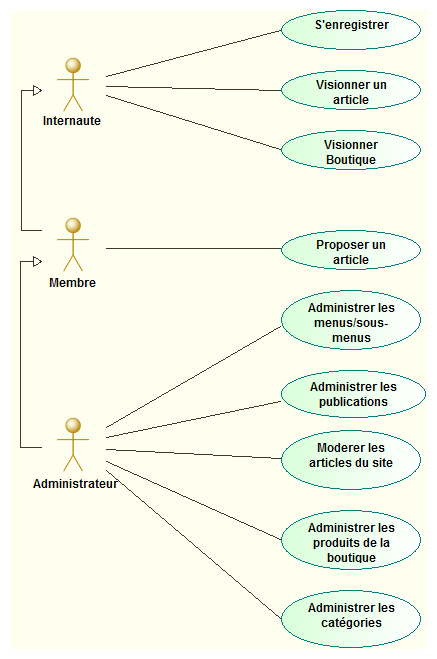 S'enregistrer
Visionner un
article
Internaute
Visionner
Boutique
Proposer un
article
Membre
Administrer les
menus/sous-
menus
Administrer les
publications
Moderer les
articles du site
Administrateur
Administrer les
produits de la
boutique
Administrer les
catégories